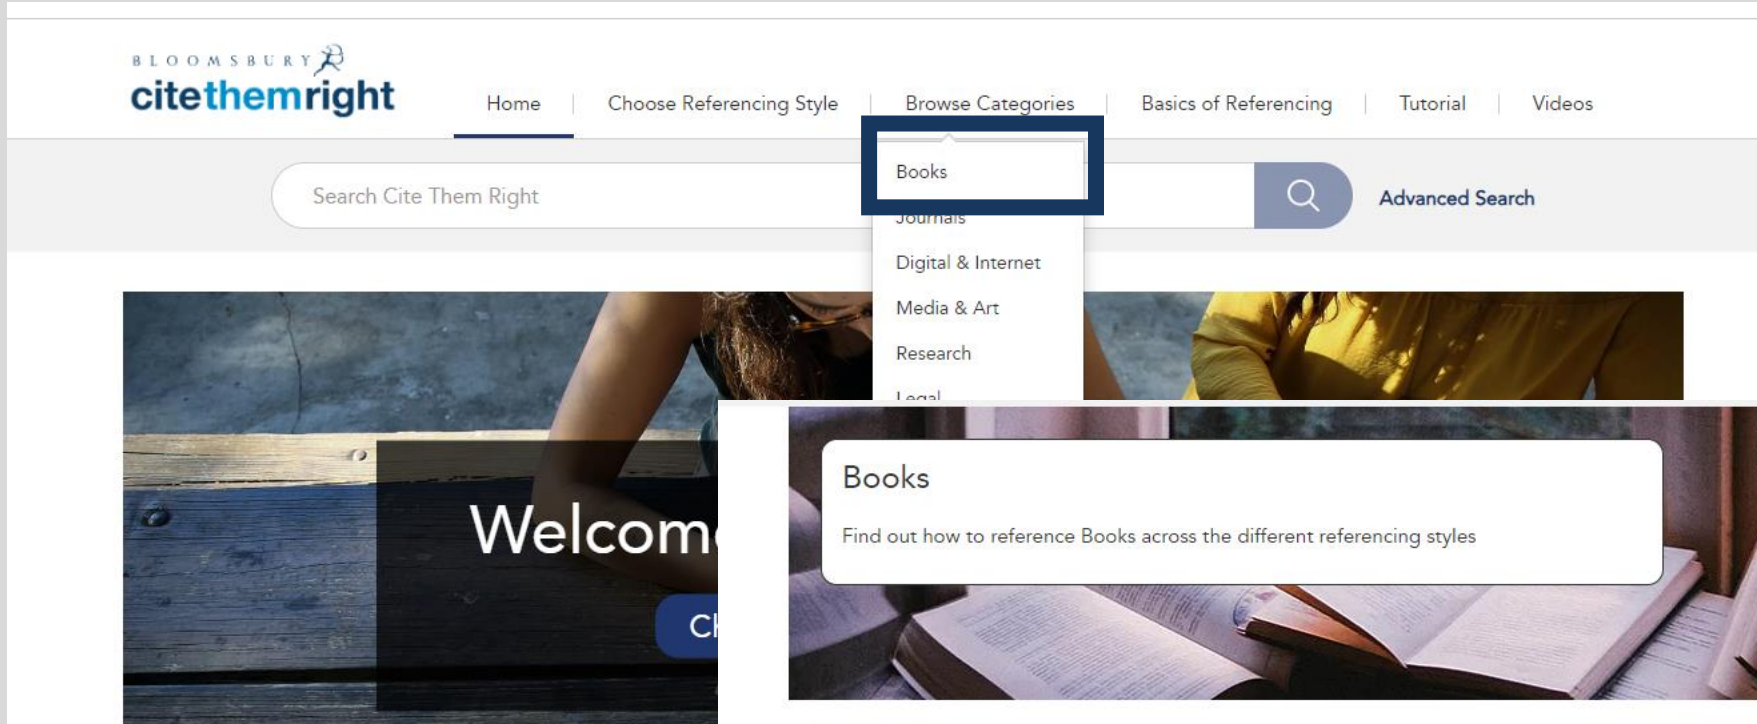 BLOOMSBURY
citethemright
Home
Choose Referencing Style
Browse Categories
Basics of Referencing
Tutorial
Videos
Search Cite Them Right
Advanced Search
Books
Journals
Digital & Internet
Media & Art
Research
Legal
Welcom
Books
Find out how to reference Books across the different referencing styles